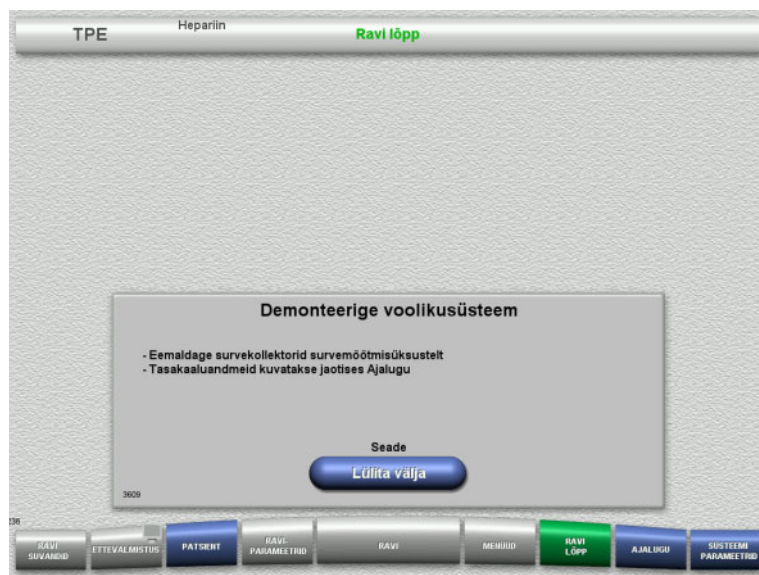 TPE
Hepariin
Ravi lõpp
Demonteerige voolikusüsteem
- Eemaldage survekollektorid survemõõtmisüksustelt
- Tasakaaluandmeid kuvatakse jaotises Ajalugu
Seade
Lülita välja
3609
236
RAVI SUVANDID
ETTEVALMISTUS
PATSIENT
RAVI- PARAMEETRID
RAVI
MENÜÜD
RAVI LÕPP
AJALUGU
SÜSTEEMI PARAMEETRID